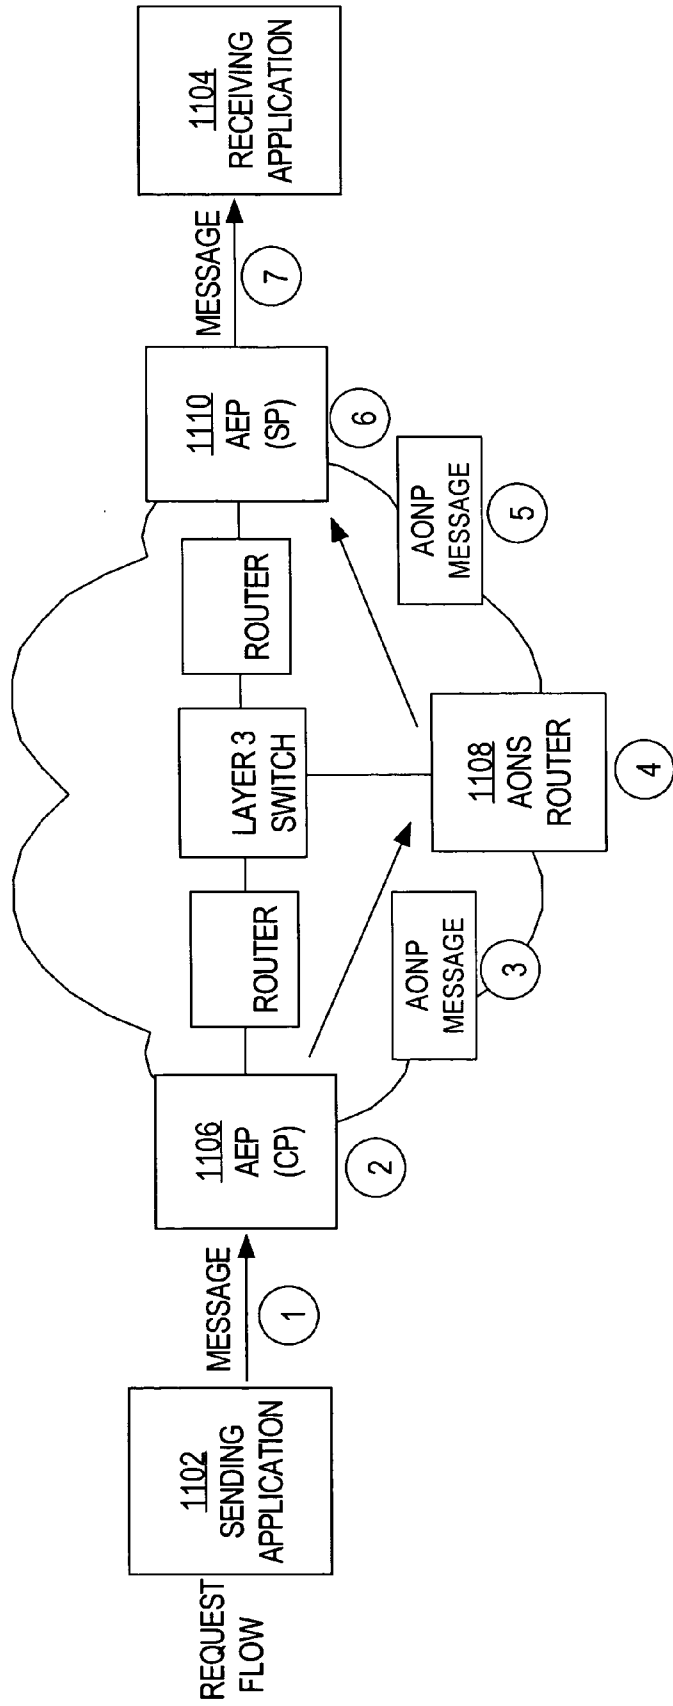 REQUEST
FLOW
1102
SENDING
APPLICATION
MESSAGE
1
1106
AEP
(CP)
2
ROUTER
AONP
MESSAGE
3
LAYER 3
SWITCH
1108
AONS
ROUTER
4
ROUTER
AONP
MESSAGE
5
1110
AEP
(SP)
6
MESSAGE
7
1104
RECEIVING
APPLICATION